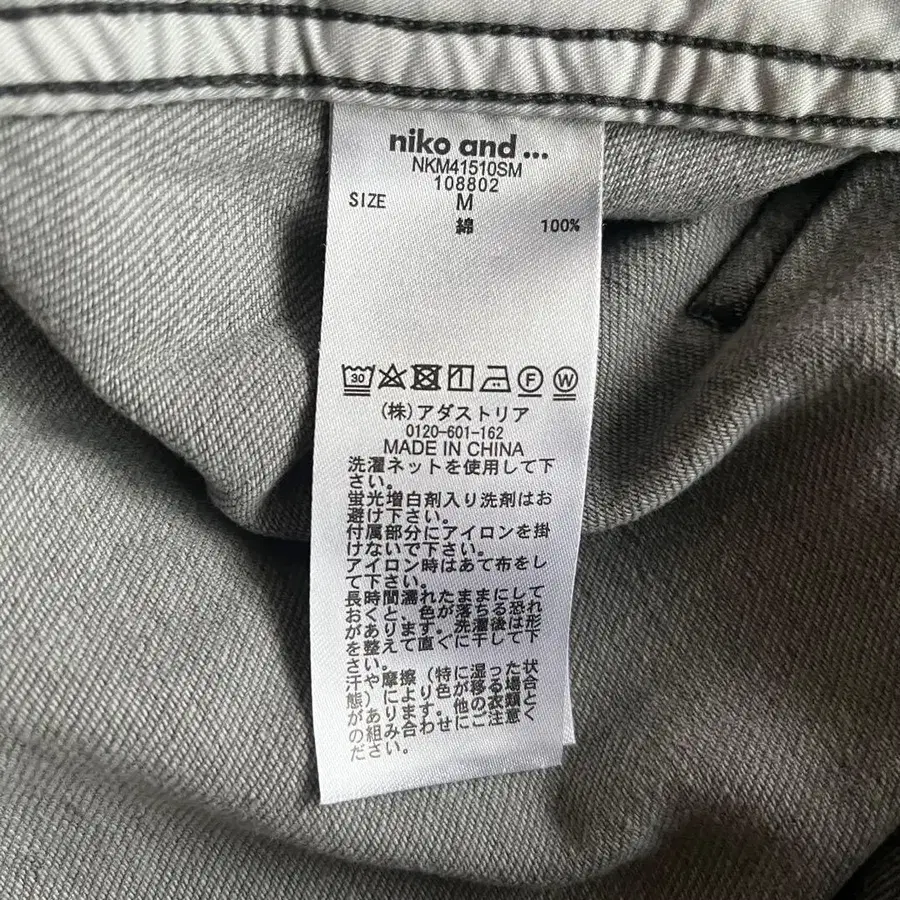 niko and ...
NKM41510SM
108802
SIZE M
綿 100%
30 F W
(株)アダストリア
0120-601-162
MADE IN CHINA
洗濯ネットを使用して下
さい。
蛍光増白剤入り洗剤はお
避け下さい。
付属部分にアイロンを掛
けないで下さい。
アイロン時はあて布をし
て下さい。
長時間濡れたままにして
おくと、色が落ちる恐れ
があります。洗濯後は形
を整えて直ぐに干して下
さい。
汗や摩擦(特に湿った状
態)により色が移る場合
があります。他の衣類と
の組み合わせにご注意く
ださい。